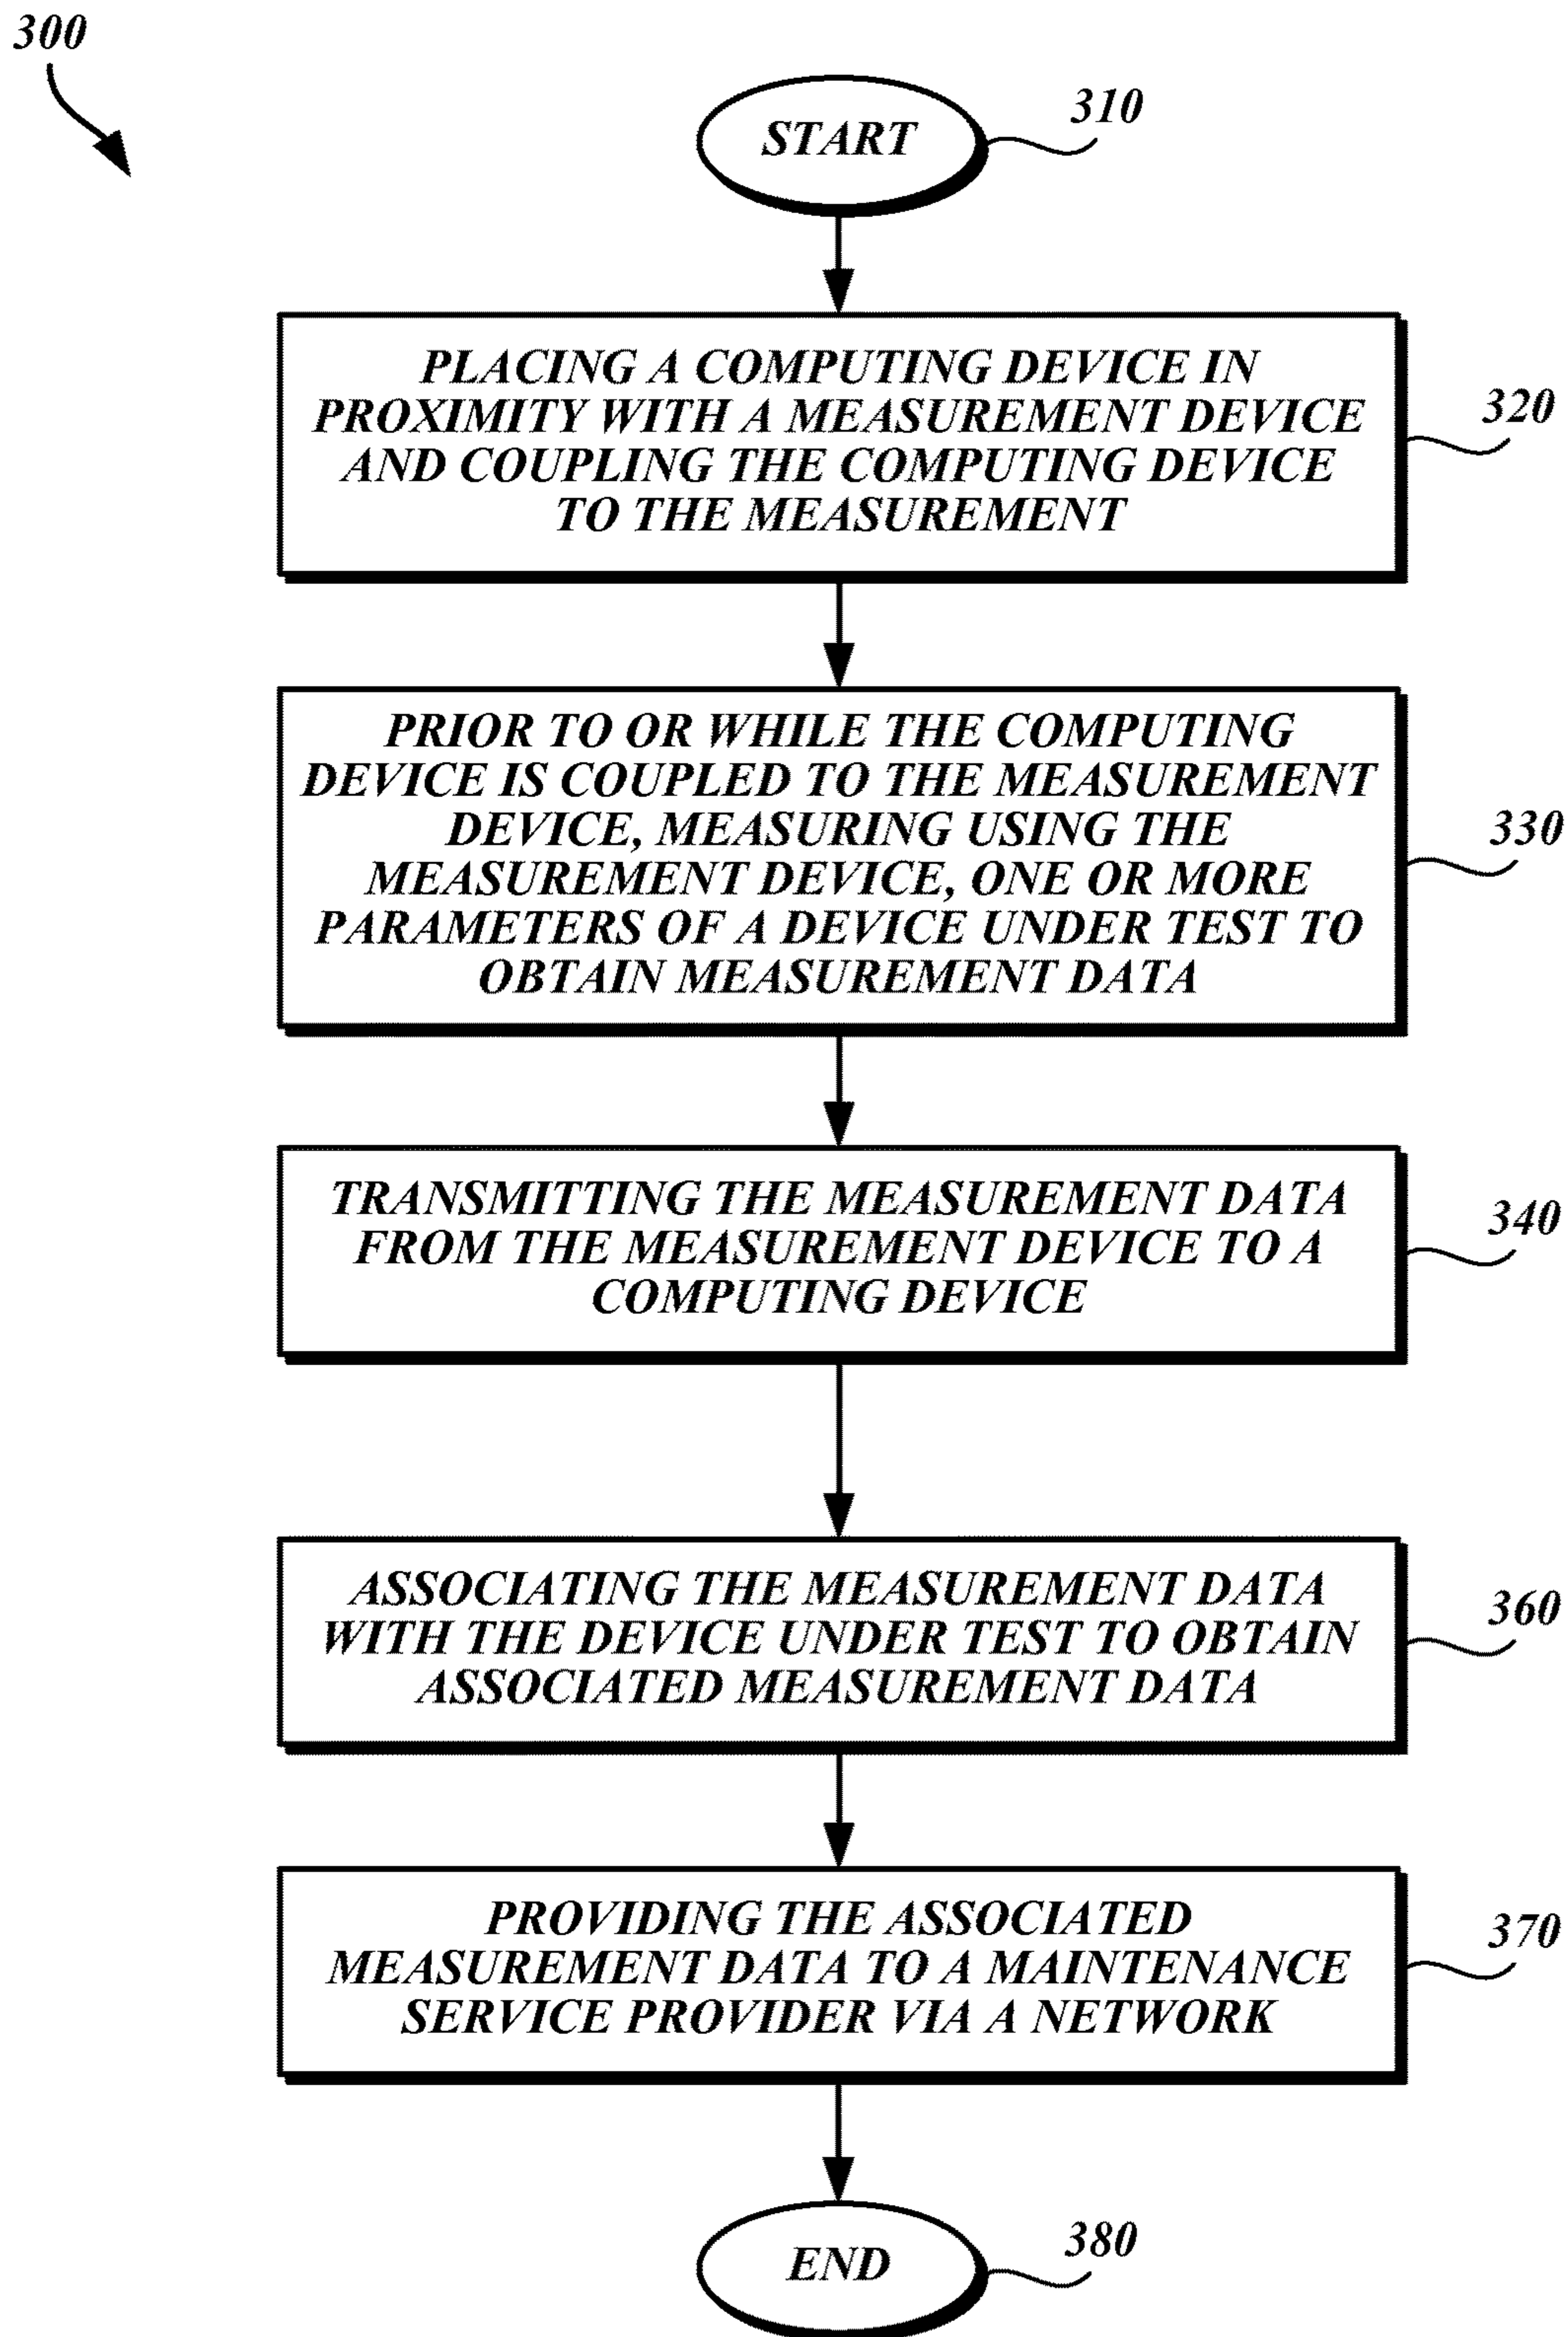 300
START
310
PLACING A COMPUTING DEVICE IN
PROXIMITY WITH A MEASUREMENT DEVICE
AND COUPLING THE COMPUTING DEVICE
TO THE MEASUREMENT
320
PRIOR TO OR WHILE THE COMPUTING
DEVICE IS COUPLED TO THE MEASUREMENT
DEVICE, MEASURING USING THE
MEASUREMENT DEVICE, ONE OR MORE
PARAMETERS OF A DEVICE UNDER TEST TO
OBTAIN MEASUREMENT DATA
330
TRANSMITTING THE MEASUREMENT DATA
FROM THE MEASUREMENT DEVICE TO A
COMPUTING DEVICE
340
ASSOCIATING THE MEASUREMENT DATA
WITH THE DEVICE UNDER TEST TO OBTAIN
ASSOCIATED MEASUREMENT DATA
360
PROVIDING THE ASSOCIATED
MEASUREMENT DATA TO A MAINTENANCE
SERVICE PROVIDER VIA A NETWORK
370
END
380